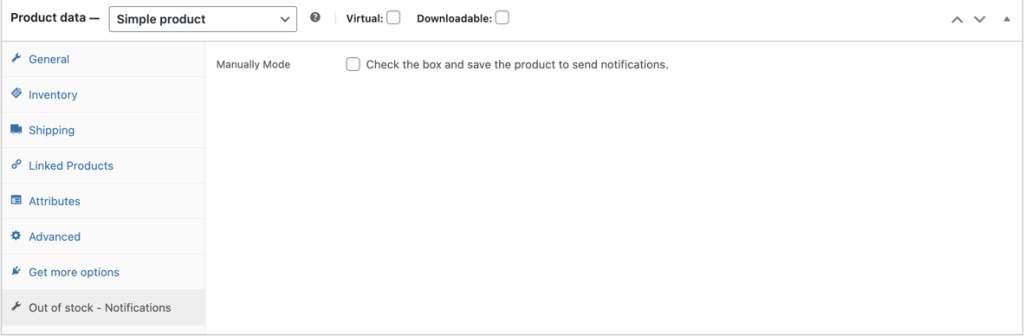 Product data — Simple product ? Virtual: Downloadable:
General
Manually Mode Check the box and save the product to send notifications.
Inventory
Shipping
Linked Products
Attributes
Advanced
Get more options
Out of stock - Notifications